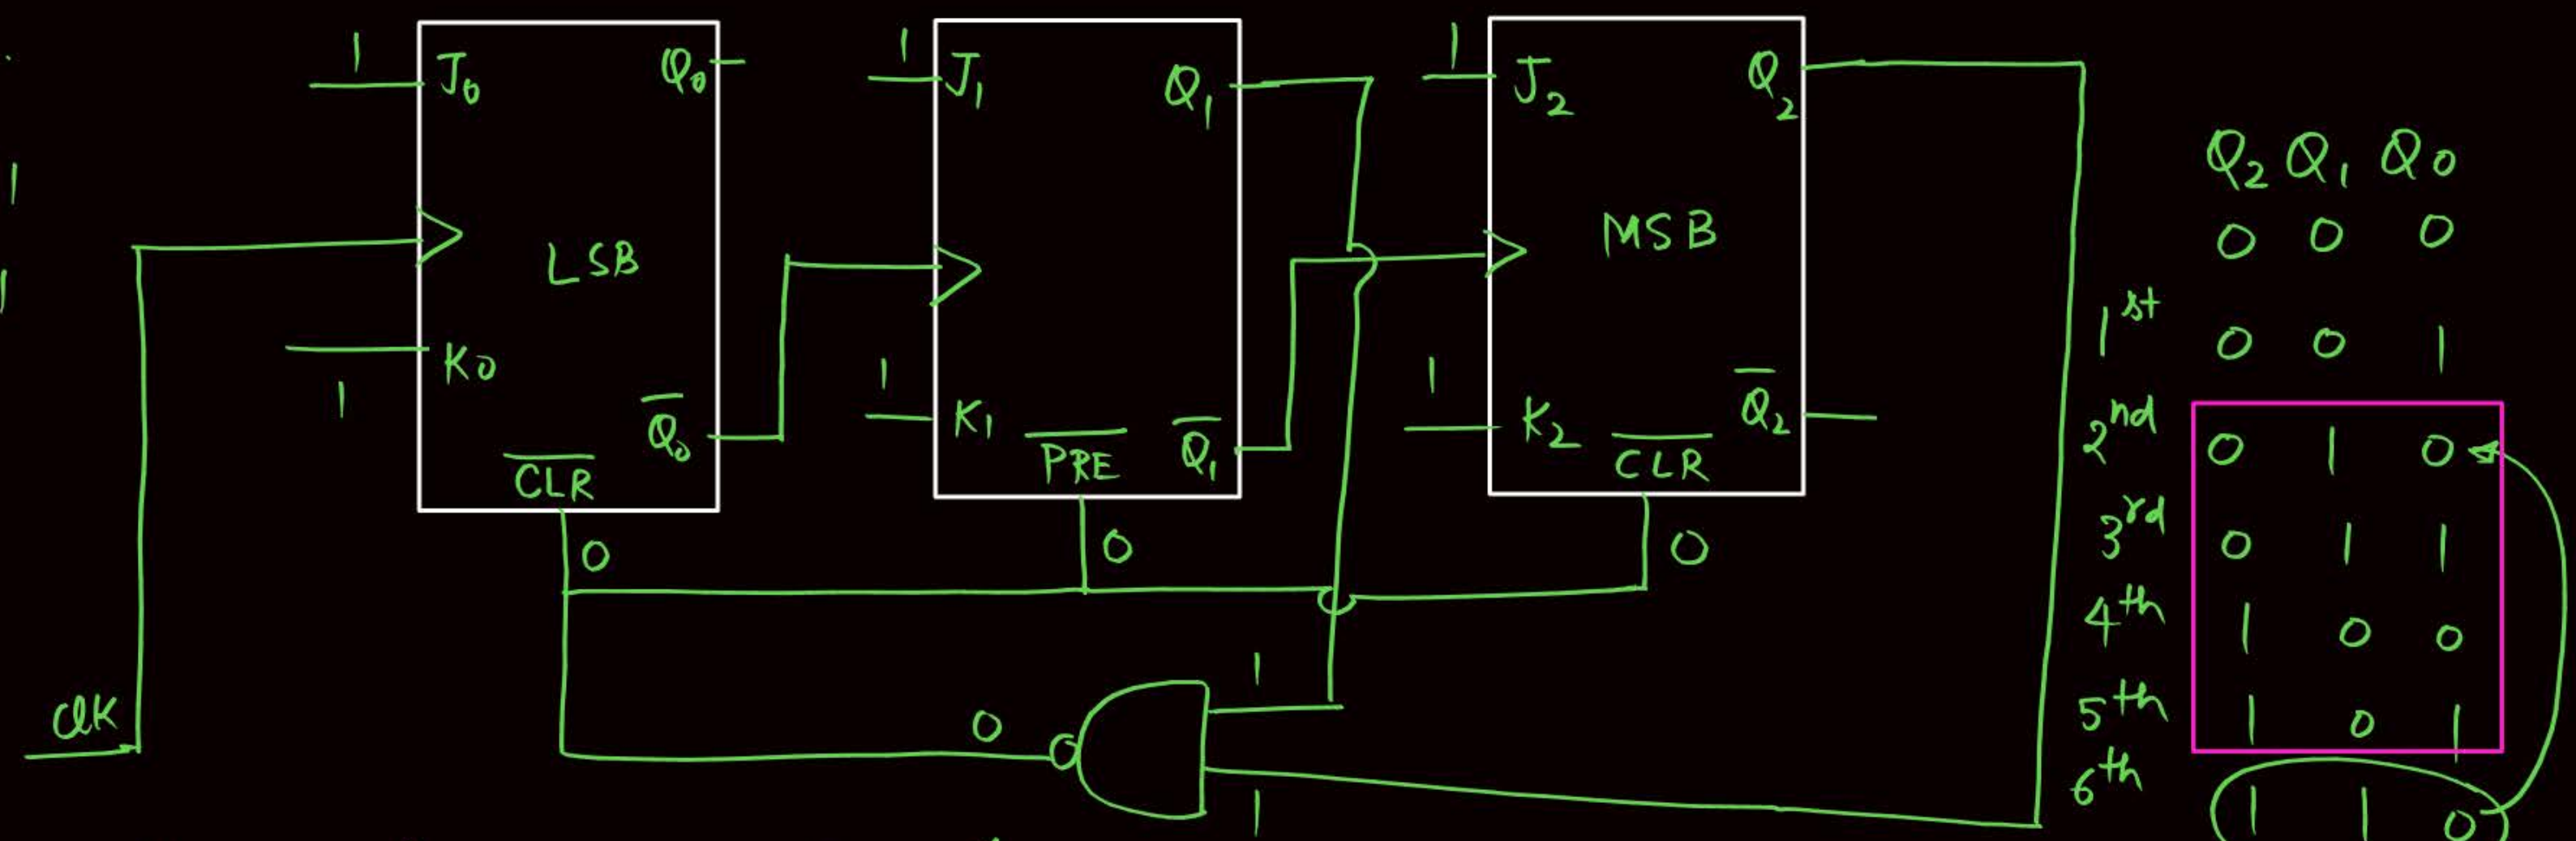 1
J₀
Q₀
1
J₁
Q₁
1
J₂
Q₂
LSB
MSB
K₀
1
Q̅₀
C̅L̅R̅
1
K₁
P̅R̅E̅
Q̅₁
1
K₂
C̅L̅R̅
Q̅₂
0
0
0
clk
0
1
1
Q₂ Q₁ Q₀
0 0 0
1st 0 0 1
2nd 0 1 0
3rd 0 1 1
4th 1 0 0
5th 1 0 1
6th 1 1 0